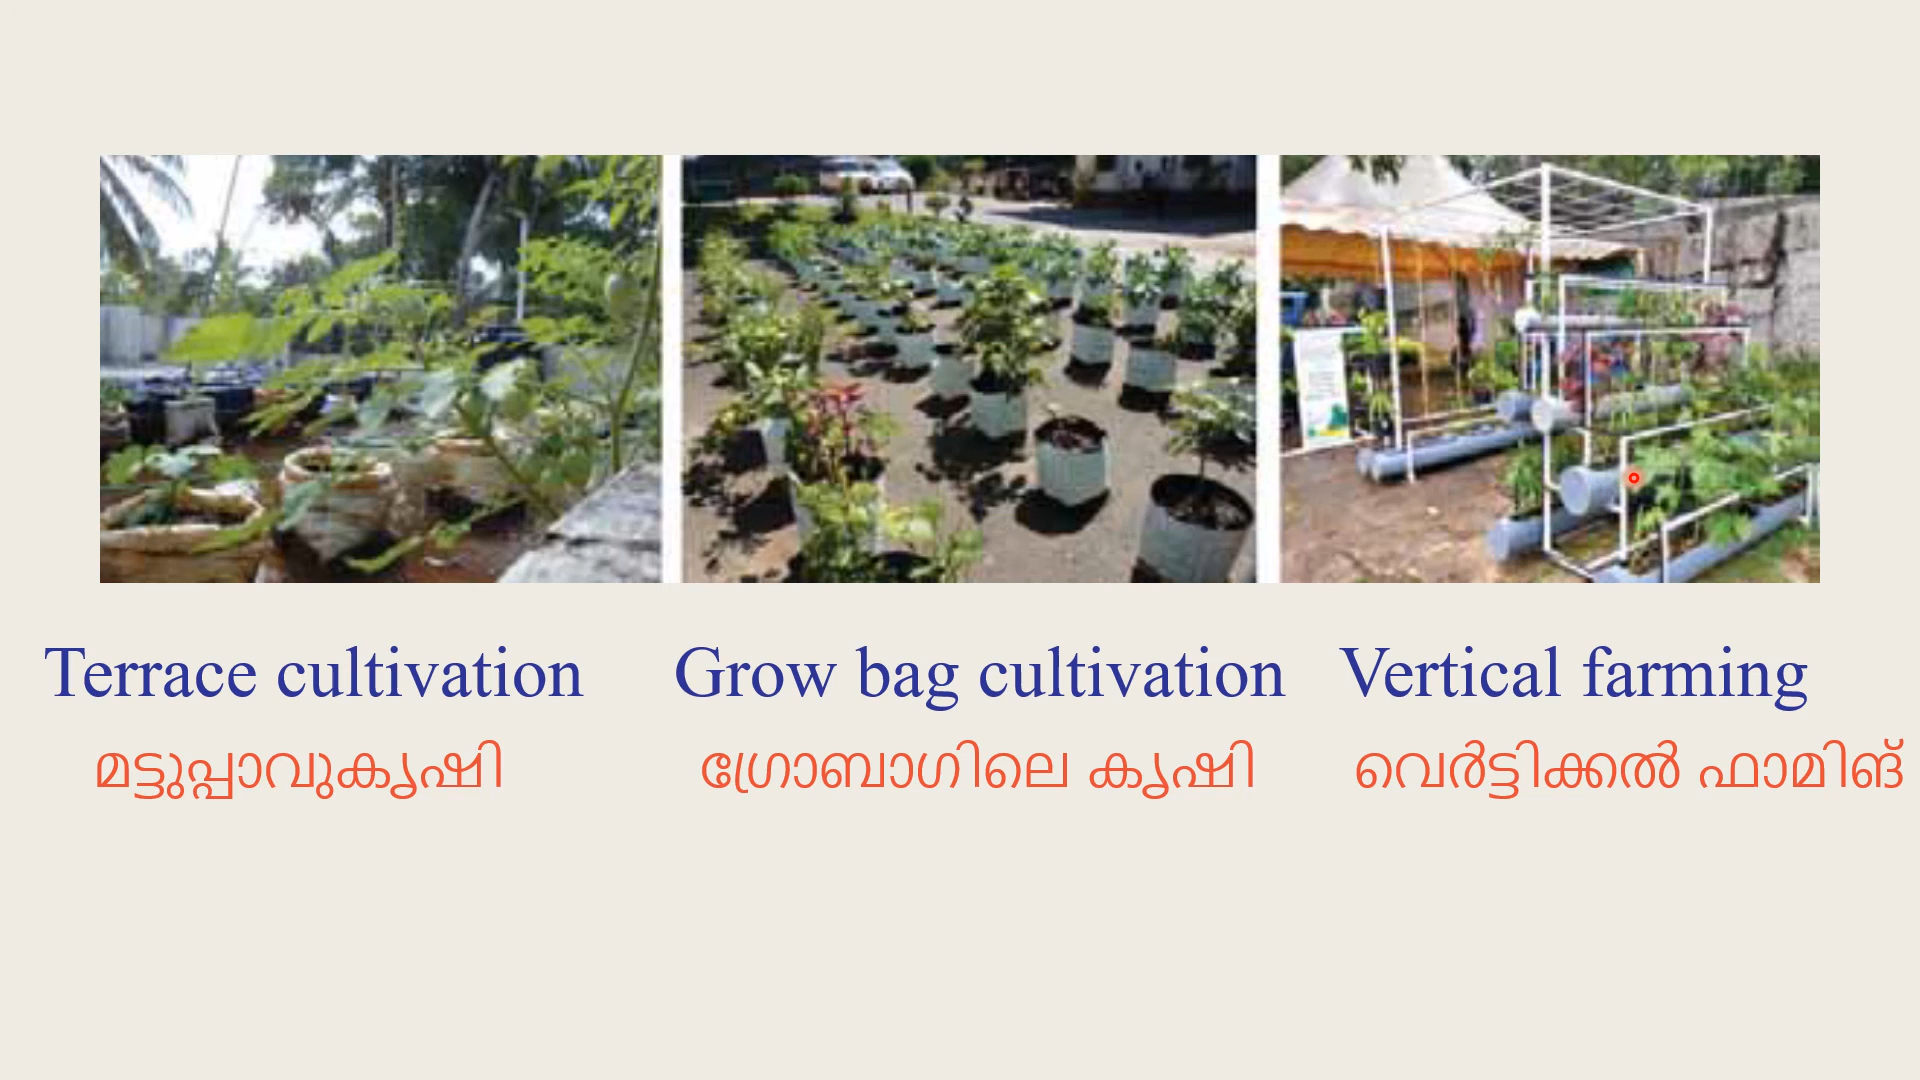 Terrace cultivation Grow bag cultivation Vertical farming
മട്ടുപ്പാവുകൃഷി ഗ്രോബാഗിലെ കൃഷി വെർട്ടിക്കൽ ഫാമിങ്